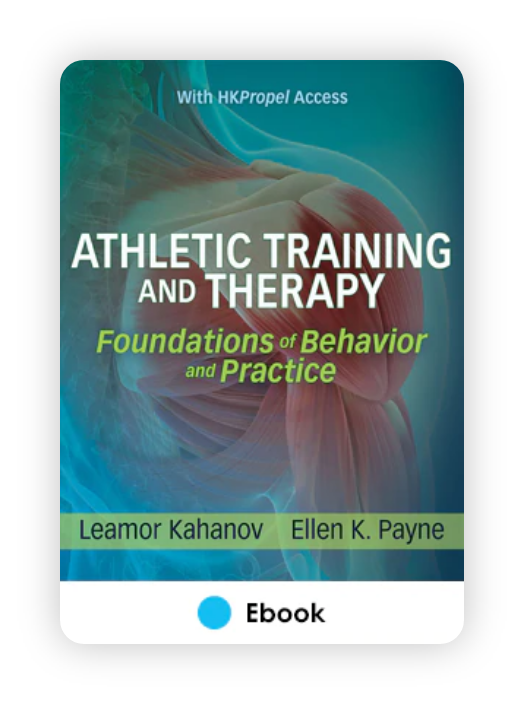 With HKPropel Access
ATHLETIC TRAINING
AND THERAPY
Foundations of Behavior
and Practice
Leamor Kahanov Ellen K. Payne
Ebook